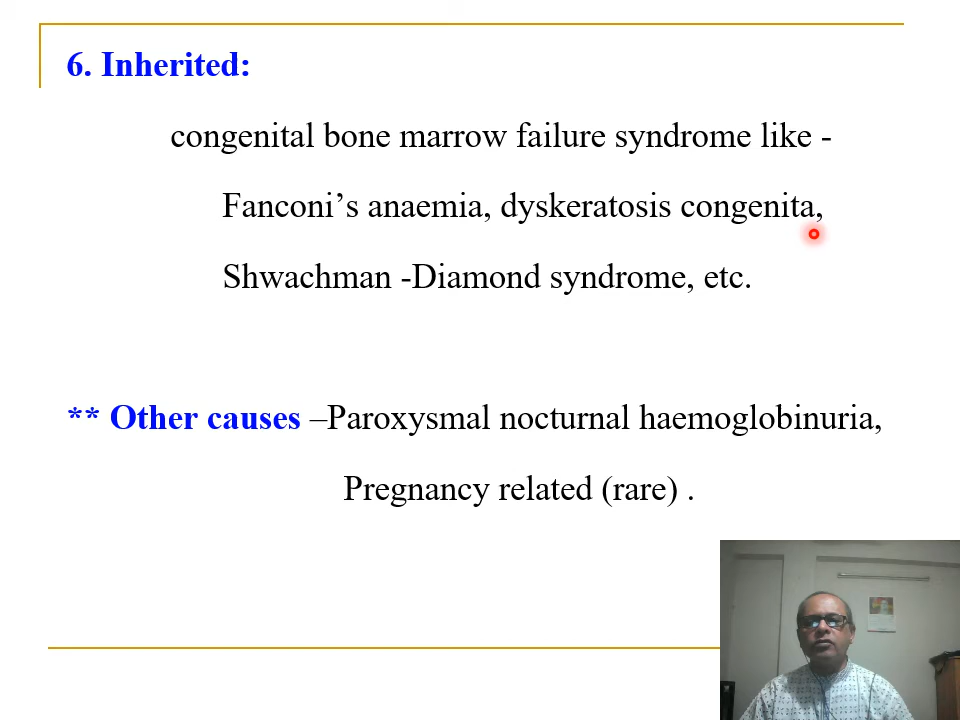 6. Inherited:
congenital bone marrow failure syndrome like -
Fanconi’s anaemia, dyskeratosis congenita,
Shwachman -Diamond syndrome, etc.
** Other causes –Paroxysmal nocturnal haemoglobinuria,
Pregnancy related (rare) .